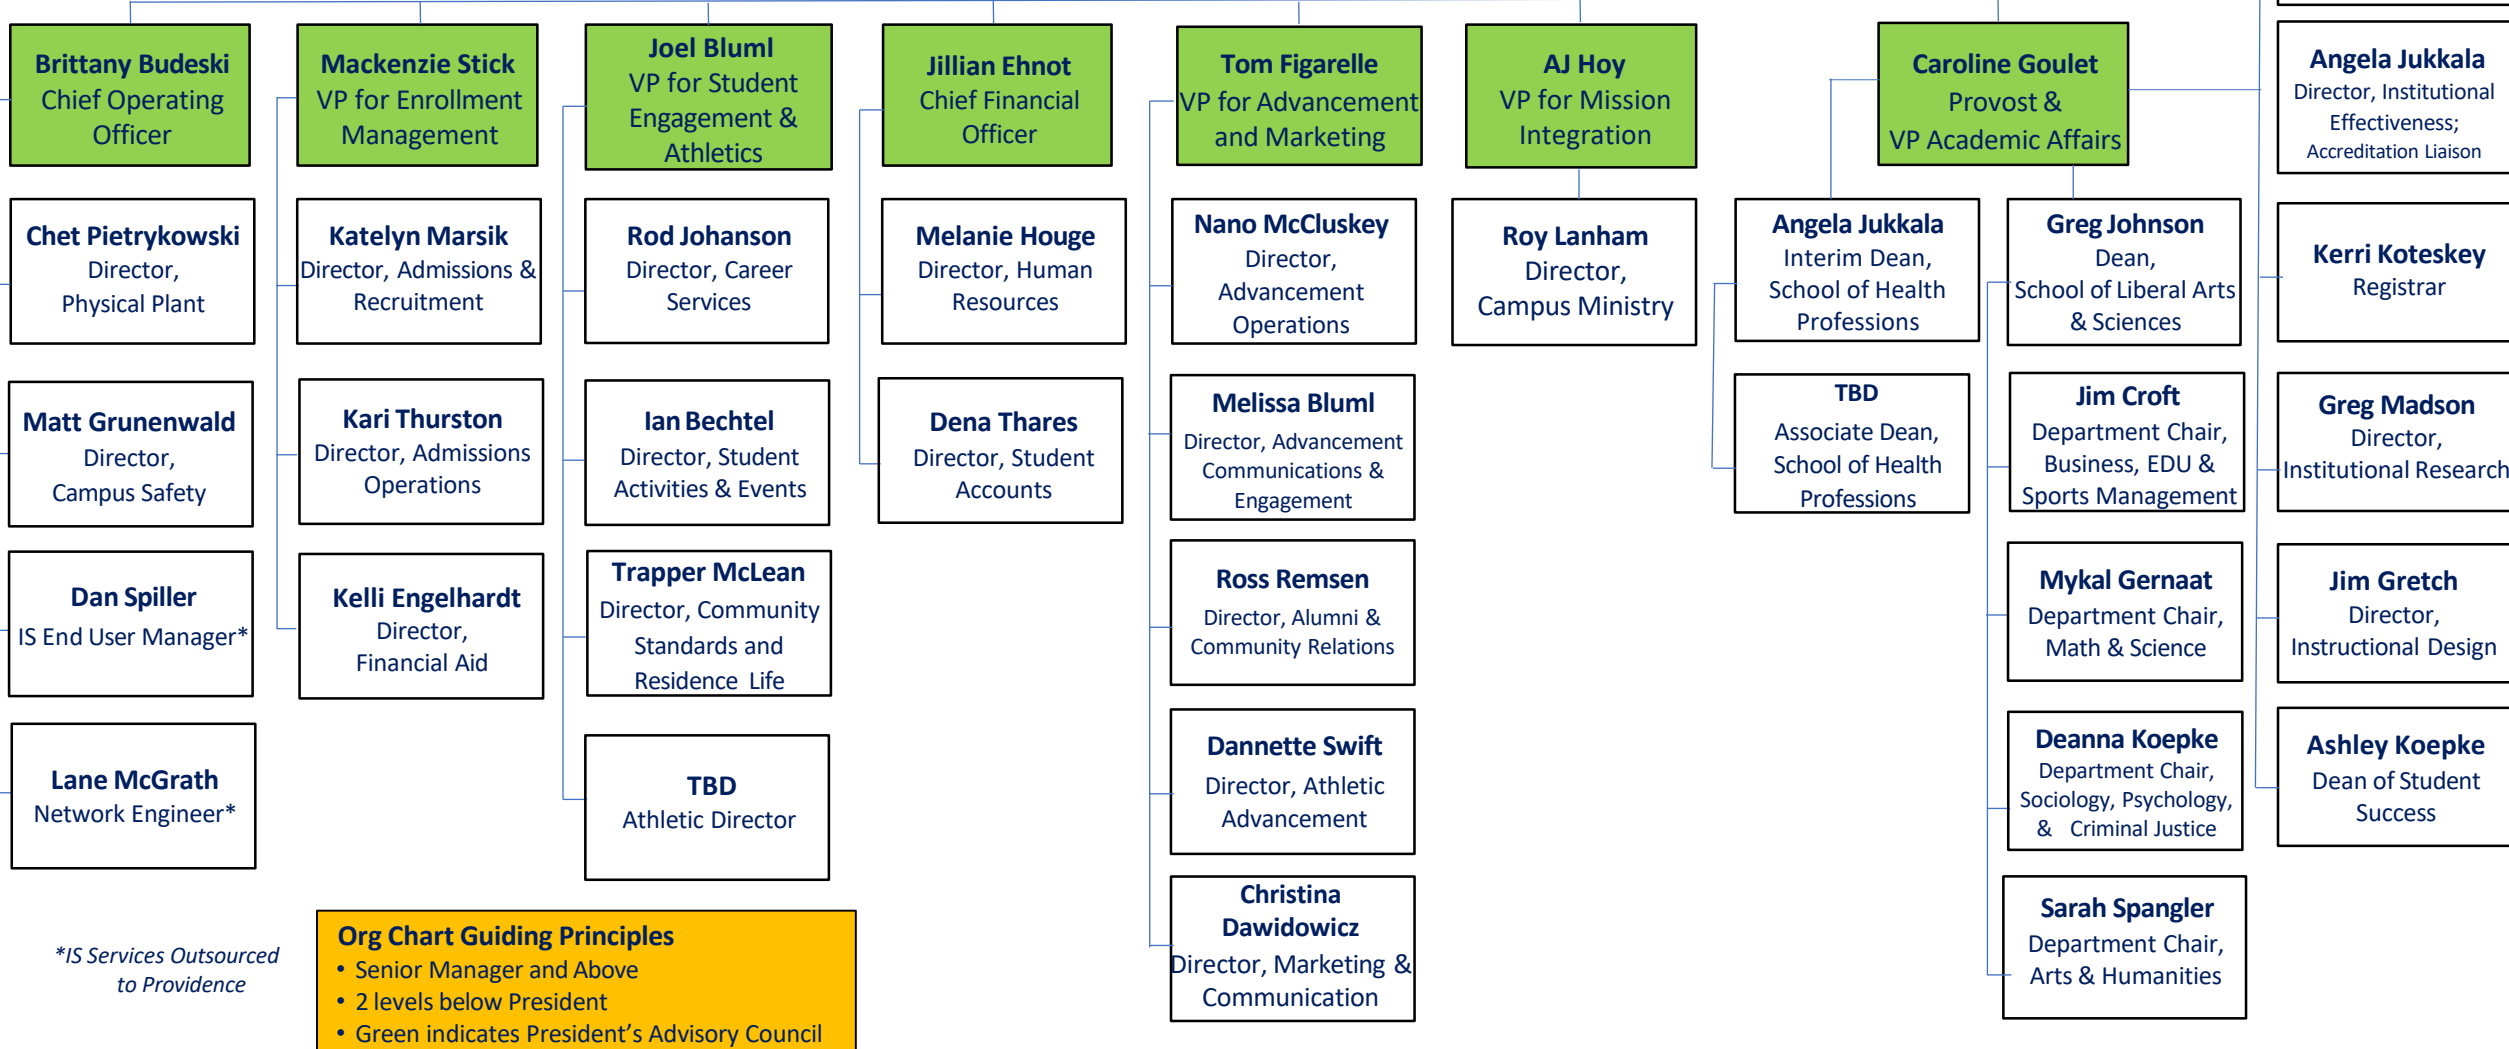 Brittany Budeski
Chief Operating
Officer
Mackenzie Stick
VP for Enrollment
Management
Joel Bluml
VP for Student
Engagement &
Athletics
Jillian Ehnot
Chief Financial
Officer
Tom Figarelle
VP for Advancement
and Marketing
AJ Hoy
VP for Mission
Integration
Caroline Goulet
Provost &
VP Academic Affairs
Angela Jukkala
Director, Institutional
Effectiveness;
Accreditation Liaison
Chet Pietrykowski
Director,
Physical Plant
Katelyn Marsik
Director, Admissions &
Recruitment
Rod Johanson
Director, Career
Services
Melanie Houge
Director, Human
Resources
Nano McCluskey
Director,
Advancement
Operations
Roy Lanham
Director,
Campus Ministry
Angela Jukkala
Interim Dean,
School of Health
Professions
Greg Johnson
Dean,
School of Liberal Arts
& Sciences
Kerri Koteskey
Registrar
Matt Grunenwald
Director,
Campus Safety
Kari Thurston
Director, Admissions
Operations
Ian Bechtel
Director, Student
Activities & Events
Dena Thares
Director, Student
Accounts
Melissa Bluml
Director, Advancement
Communications &
Engagement
TBD
Associate Dean,
School of Health
Professions
Jim Croft
Department Chair,
Business, EDU &
Sports Management
Greg Madson
Director,
Institutional Research
Dan Spiller
IS End User Manager*
Kelli Engelhardt
Director,
Financial Aid
Trapper McLean
Director, Community
Standards and
Residence Life
Ross Remsen
Director, Alumni &
Community Relations
Mykal Gernaat
Department Chair,
Math & Science
Jim Gretch
Director,
Instructional Design
Lane McGrath
Network Engineer*
TBD
Athletic Director
Dannette Swift
Director, Athletic
Advancement
Deanna Koepke
Department Chair,
Sociology, Psychology,
& Criminal Justice
Ashley Koepke
Dean of Student
Success
Christina
Dawidowicz
Director, Marketing &
Communication
Sarah Spangler
Department Chair,
Arts & Humanities
*IS Services Outsourced
to Providence
Org Chart Guiding Principles
• Senior Manager and Above
• 2 levels below President
• Green indicates President's Advisory Council